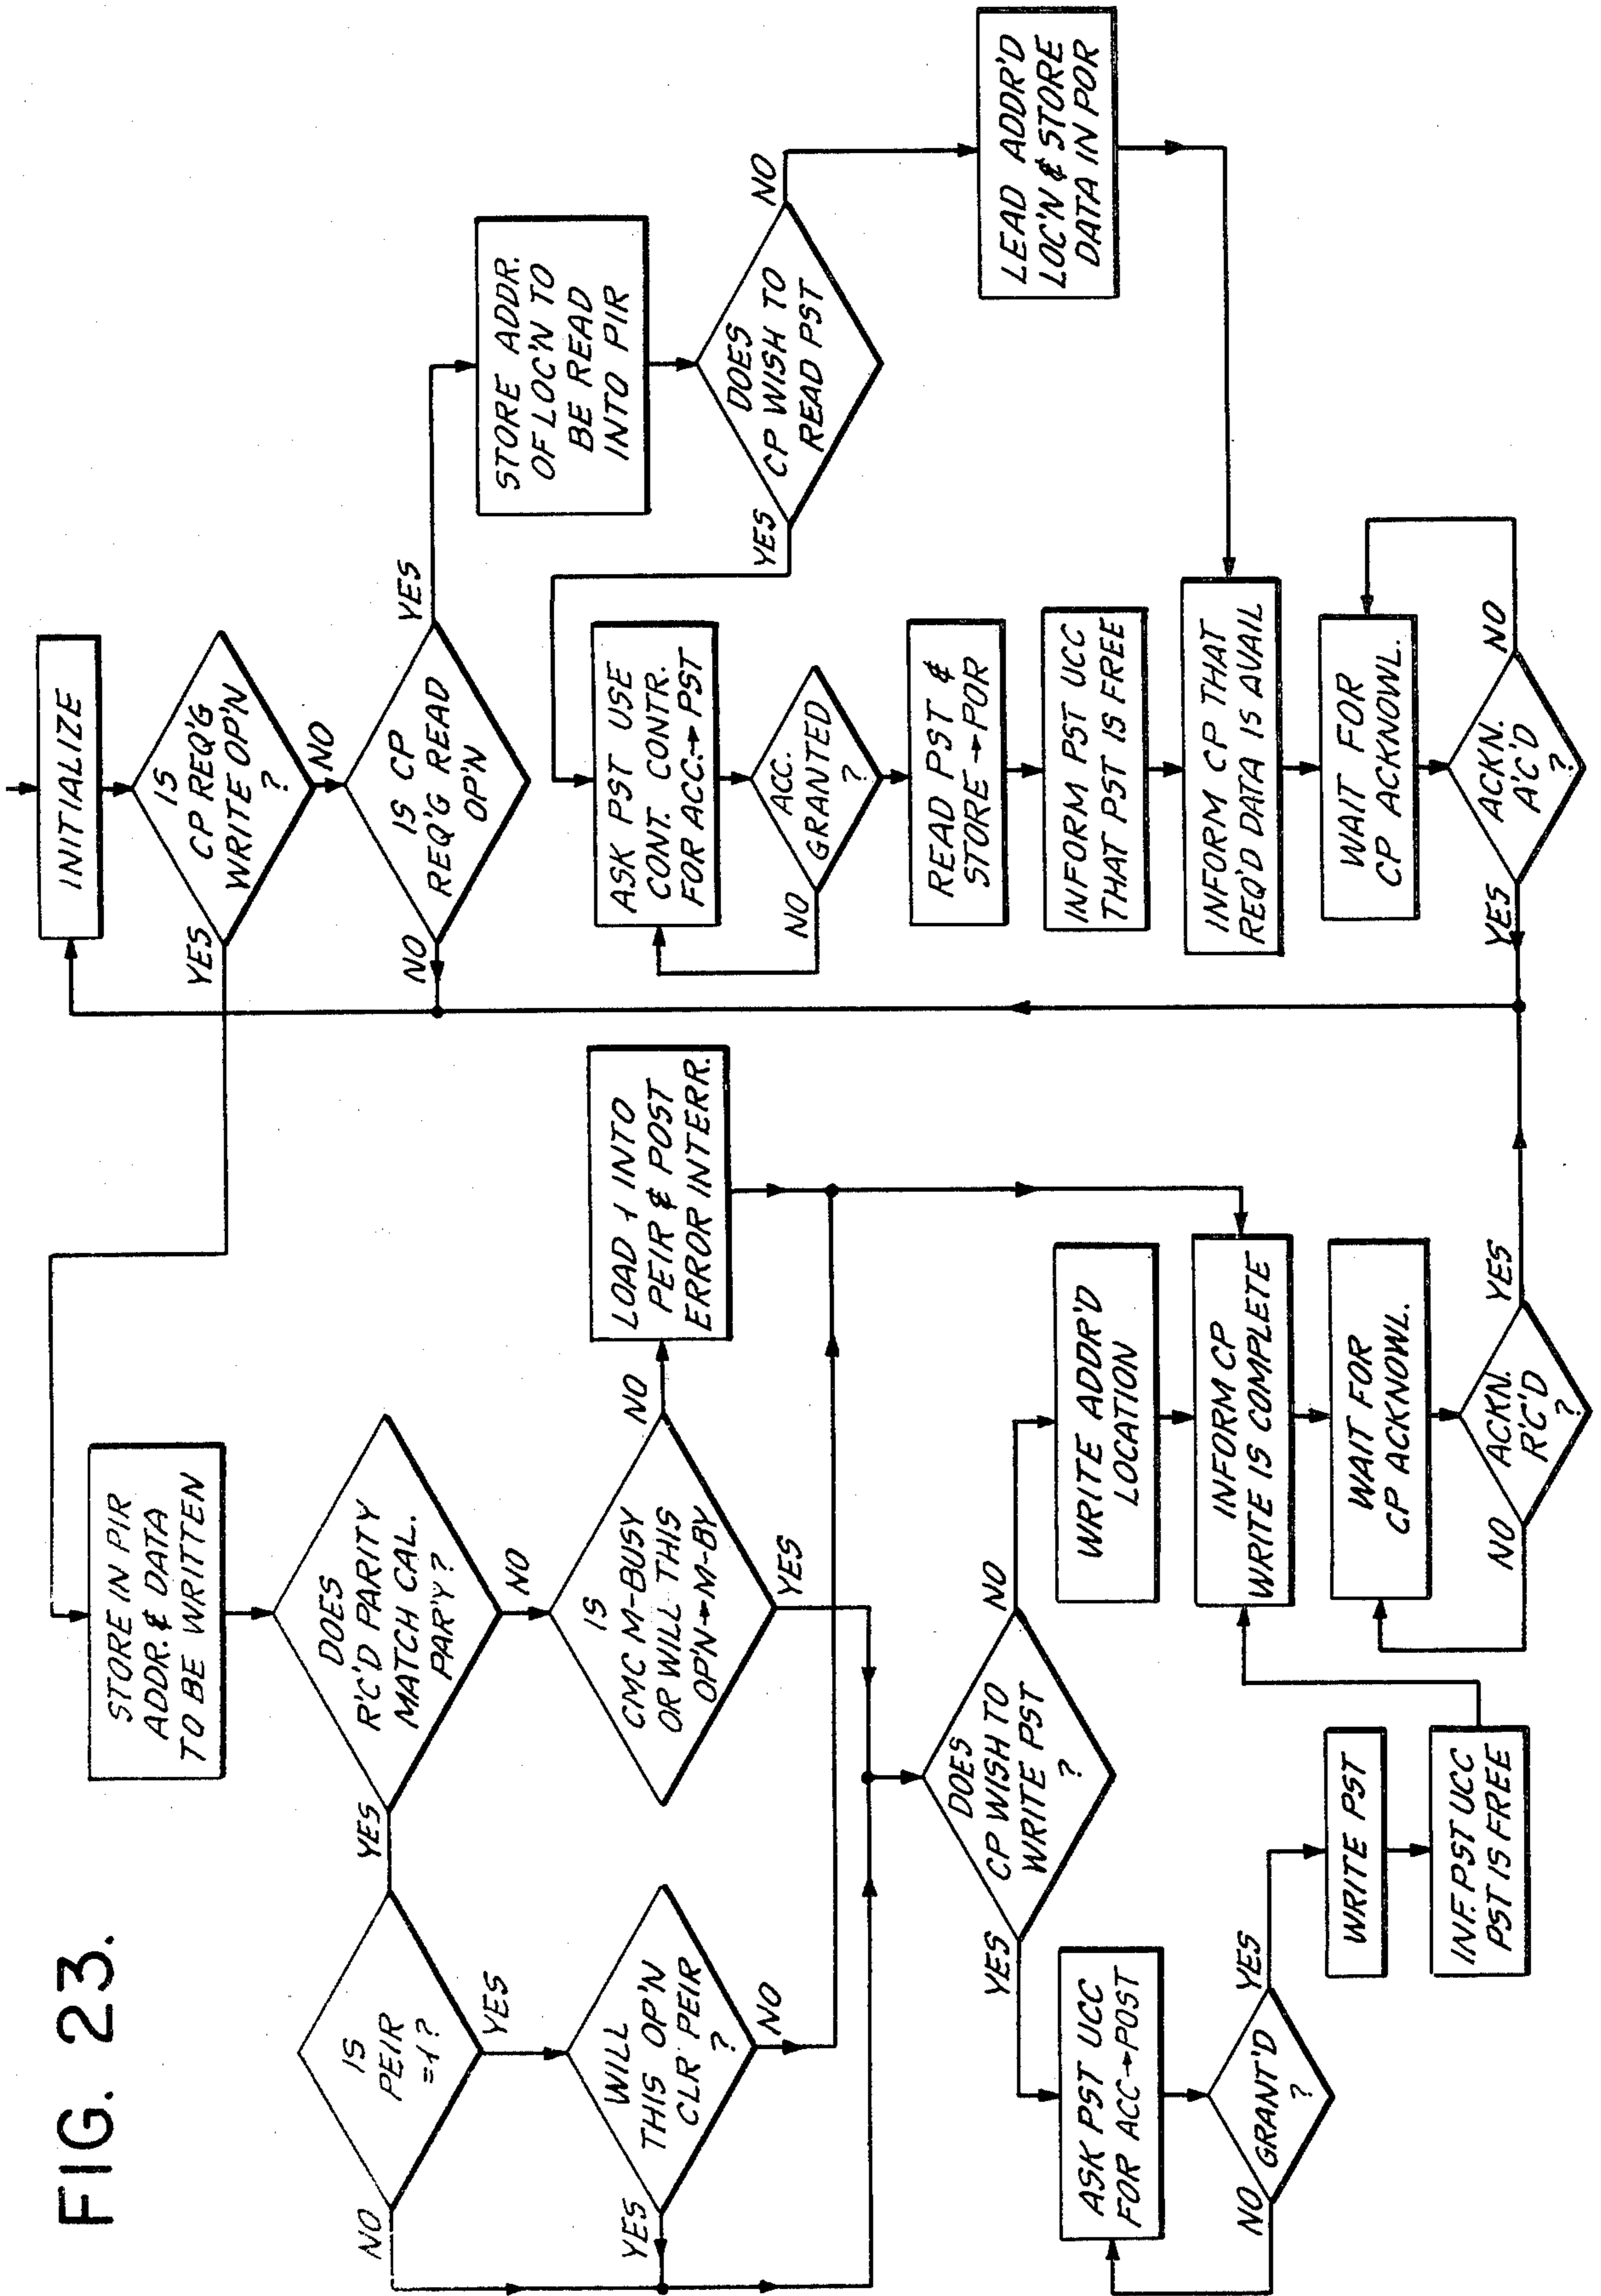 FIG. 23.
INITIALIZE
IS
CP REQ'G
WRITE OP'N
?
YES
NO
IS CP
REQ'G READ
OP'N
NO
YES
STORE ADDR.
OF LOC'N TO
BE READ
INTO PIR
DOES
CP WISH TO
READ PST
YES
NO
LEAD ADDR'D
LOC'N & STORE
DATA IN POR
ASK PST USE
CONT. CONTR.
FOR ACC.→PST
ACC.
GRANTED
?
NO
READ PST &
STORE→POR
INFORM PST UCC
THAT PST IS FREE
INFORM CP THAT
REQ'D DATA IS AVAIL
WAIT FOR
CP ACKNOWL.
ACKN.
A'C'D
?
YES
NO
STORE IN PIR
ADDR. & DATA
TO BE WRITTEN
DOES
R'C'D PARITY
MATCH CAL.
PAR'Y?
YES
NO
IS
PEIR
=1?
NO
YES
WILL
THIS OP'N
CLR PEIR
?
YES
NO
IS
CMC M-BUSY
OR WILL THIS
OP'N→M-BY
NO
YES
LOAD 1 INTO
PEIR & POST
ERROR INTERR.
DOES
CP WISH TO
WRITE PST
?
YES
NO
ASK PST UCC
FOR ACC→POST
GRANT'D
?
NO
YES
WRITE PST
INF. PST UCC
PST IS FREE
WRITE ADDR'D
LOCATION
INFORM CP
WRITE IS COMPLETE
WAIT FOR
CP ACKNOWL.
ACKN.
R'C'D
?
NO
YES